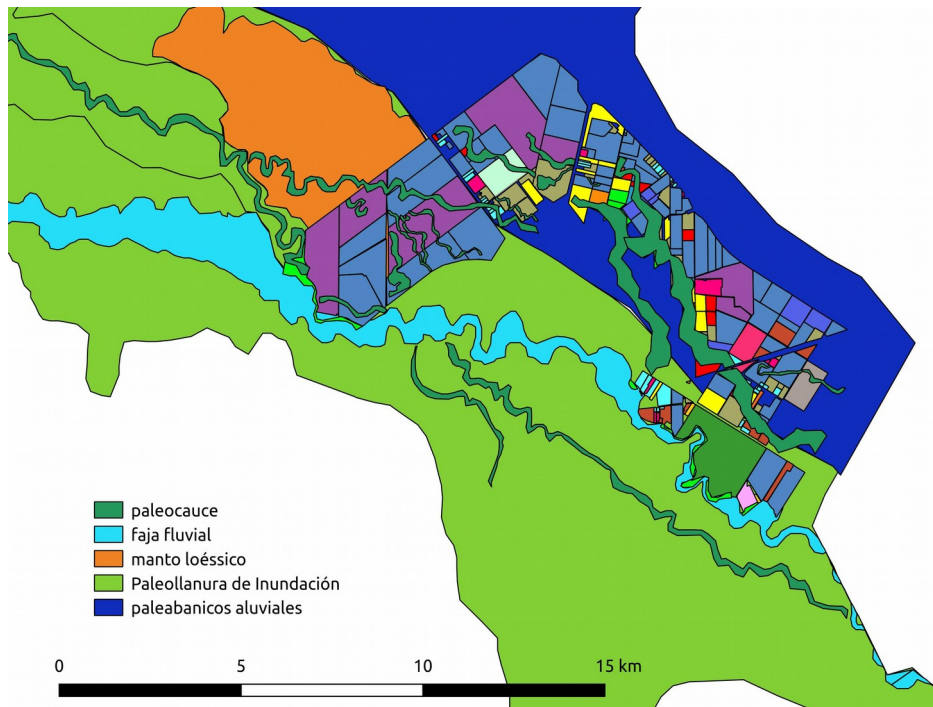 paleocauce
faja fluvial
manto loéssico
Paleollanura de Inundación
paleabanicos aluviales
0 5 10 15 km